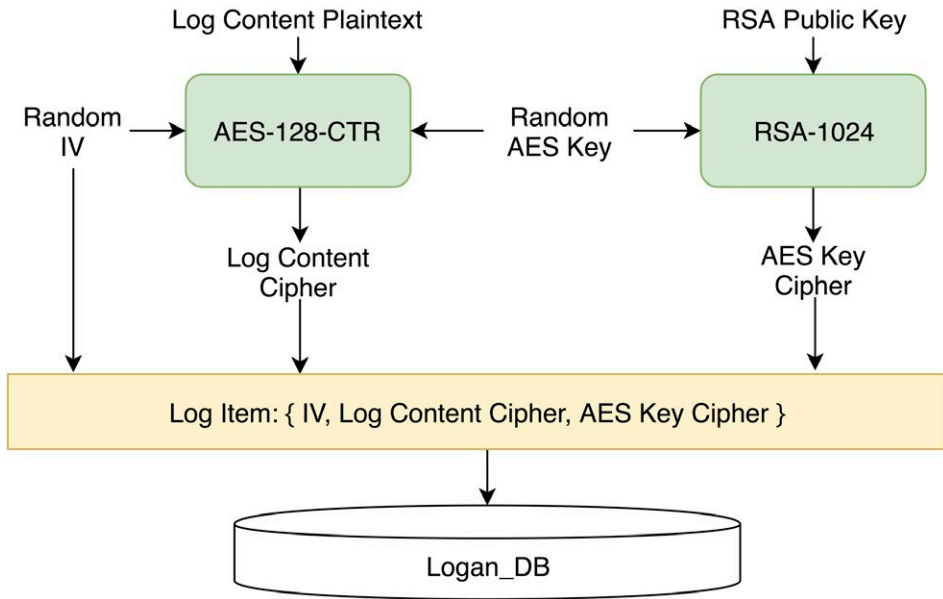 Log Content Plaintext
RSA Public Key
Random
IV
AES-128-CTR
Random
AES Key
RSA-1024
Log Content
Cipher
AES Key
Cipher
Log Item: { IV, Log Content Cipher, AES Key Cipher }
Logan_DB